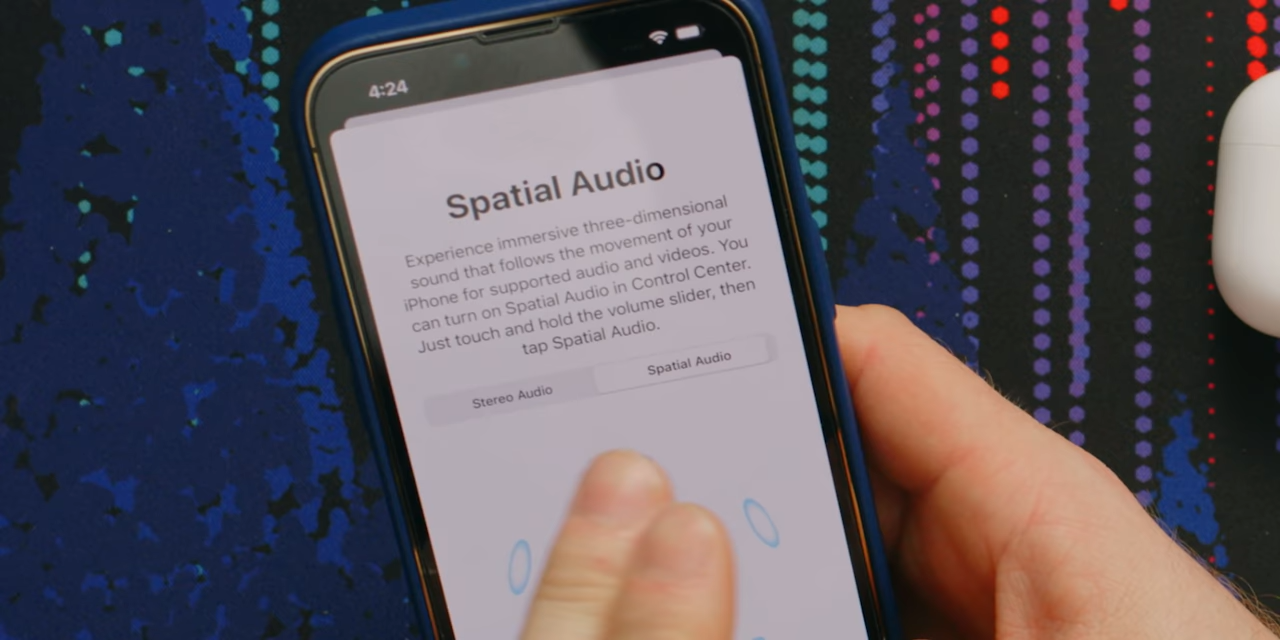 4:24
Spatial Audio
Experience immersive three-dimensional
sound that follows the movement of your
iPhone for supported audio and videos. You
can turn on Spatial Audio in Control Center.
Just touch and hold the volume slider, then
tap Spatial Audio.
Stereo Audio
Spatial Audio